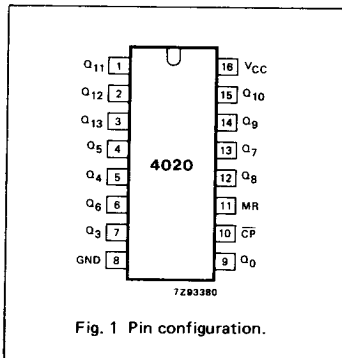 Q11 1 16 VCC
Q12 2 15 Q10
Q13 3 14 Q9
Q5 4 13 Q7
4020
Q4 5 12 Q8
Q6 6 11 MR
Q3 7 10 C̅P̅
GND 8 9 Q0
7Z93380
Fig. 1 Pin configuration.